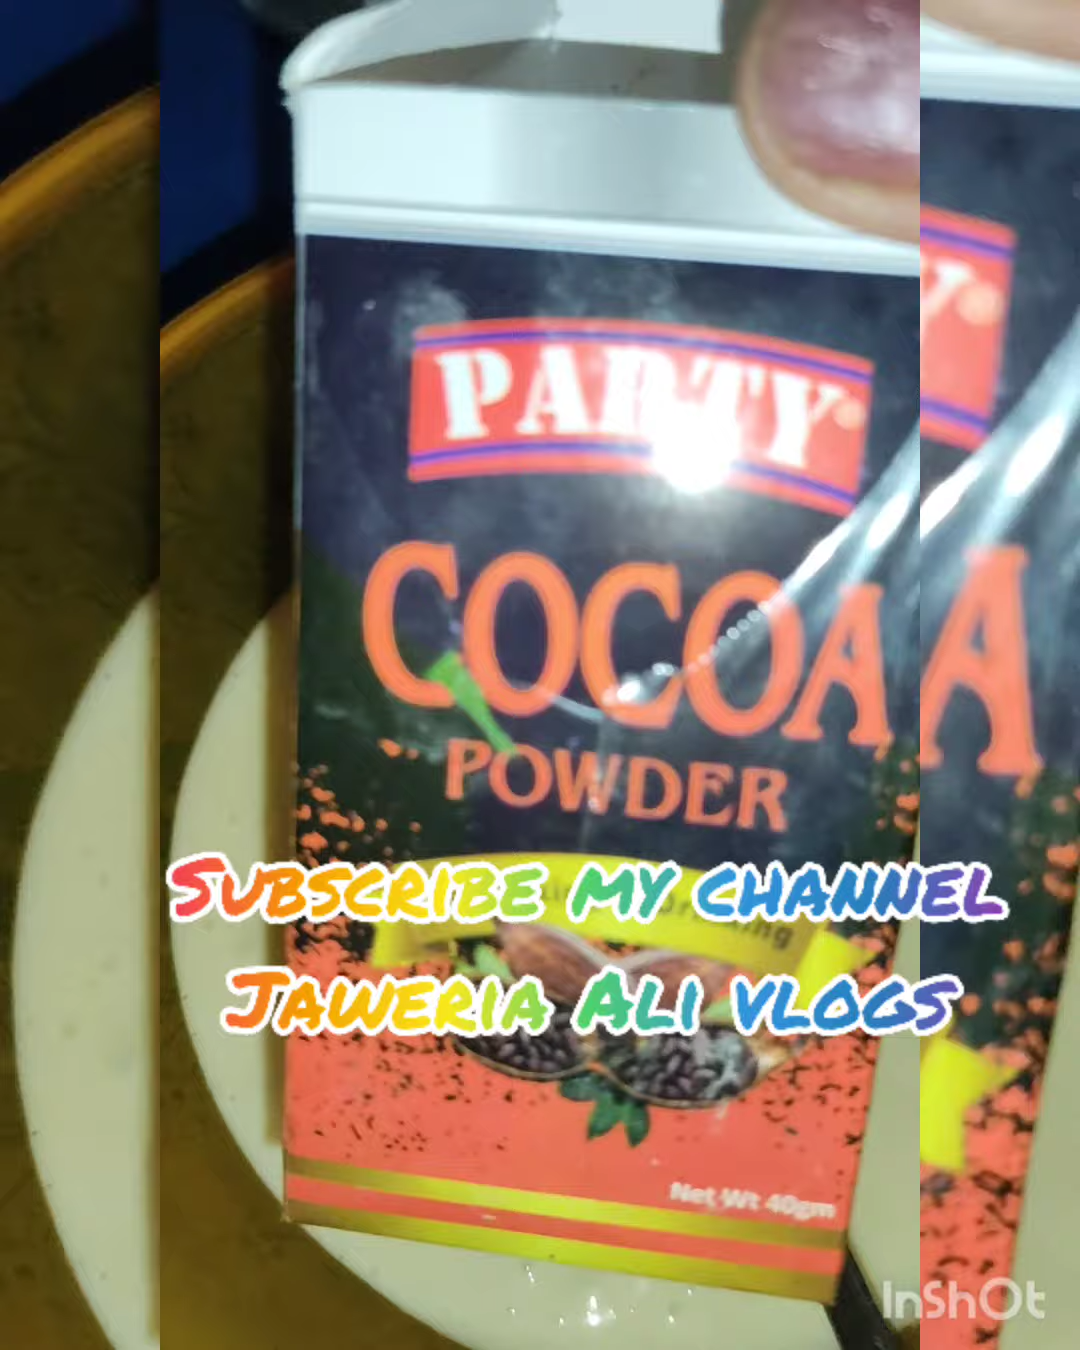 PARTY
Y
COCOA
A
POWDER
SUBSCRIBE MY CHANNEL
JAWERIA ALI VLOGS
Net Wt 40gm
InShOt